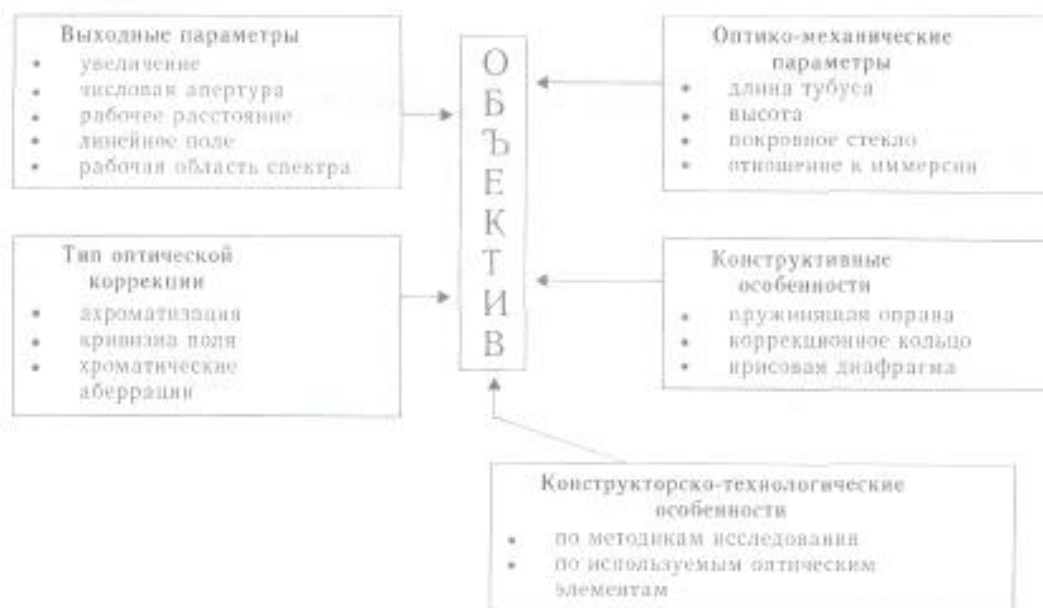 Выходные параметры
• увеличение
• числовая апертура
• рабочее расстояние
• линейное поле
• рабочая область спектра
Тип оптической
коррекции
• ахроматизация
• кривизна поля
• хроматические
аберрации
ОБЪЕКТИВ
Оптико-механические
параметры
• длина тубуса
• высота
• покровное стекло
• отношение к иммерсии
Конструктивные
особенности
• пружинящая оправа
• коррекционное кольцо
• ирисовая диафрагма
Конструкторско-технологические
особенности
• по методикам исследования
• по используемым оптическим
элементам